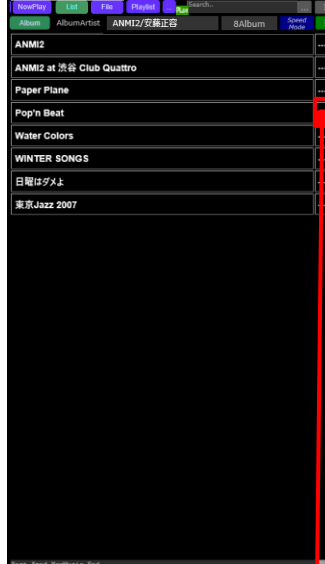 NowPlay List File Playlist ... Search.. ...
Album AlbumArtist ANMI2/安藤正容 8Album Speed Mode
ANMI2
ANMI2 at 渋谷 Club Quattro
Paper Plane
Pop'n Beat
Water Colors
WINTER SONGS
日曜はダメよ
東京Jazz 2007